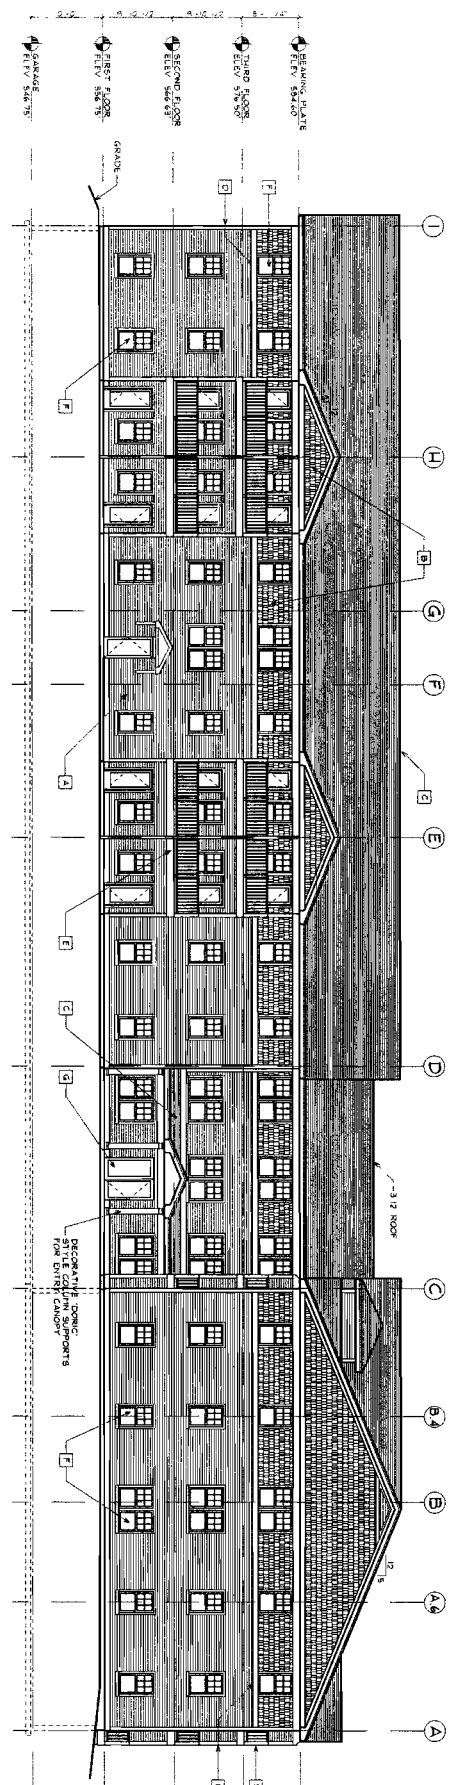 I
H
G
F
E
D
C
B.4
B
A.6
A
C
B
3:12 ROOF
12
5
BEARING PLATE
ELEV 584.60'
THIRD FLOOR
ELEV 576.50'
SECOND FLOOR
ELEV 566.63'
FIRST FLOOR
ELEV 556.75'
GARAGE
ELEV 546.75'
GRADE
D
F
F
A
E
C
G
DECORATIVE 'DORIC'
STYLE COLUMN SUPPORTS
FOR ENTRY CANOPY
F